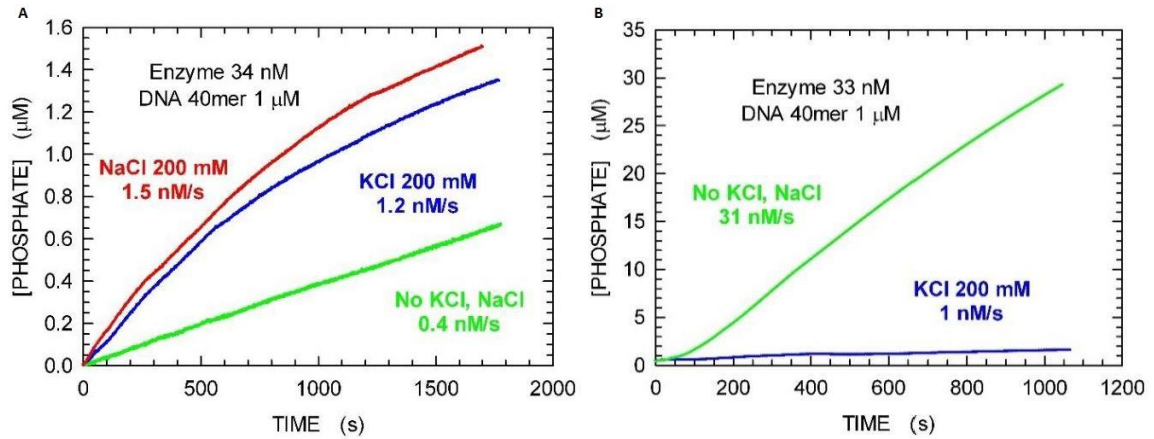 A
[PHOSPHATE] (μM)
1.6
1.4
1.2
1.0
0.8
0.6
0.4
0.2
0.0
Enzyme 34 nM
DNA 40mer 1 μM
NaCl 200 mM
1.5 nM/s
KCl 200 mM
1.2 nM/s
No KCl, NaCl
0.4 nM/s
0 500 1000 1500 2000
TIME (s)
B
[PHOSPHATE] (μM)
35
30
25
20
15
10
5
0
Enzyme 33 nM
DNA 40mer 1 μM
No KCl, NaCl
31 nM/s
KCl 200 mM
1 nM/s
0 200 400 600 800 1000 1200
TIME (s)